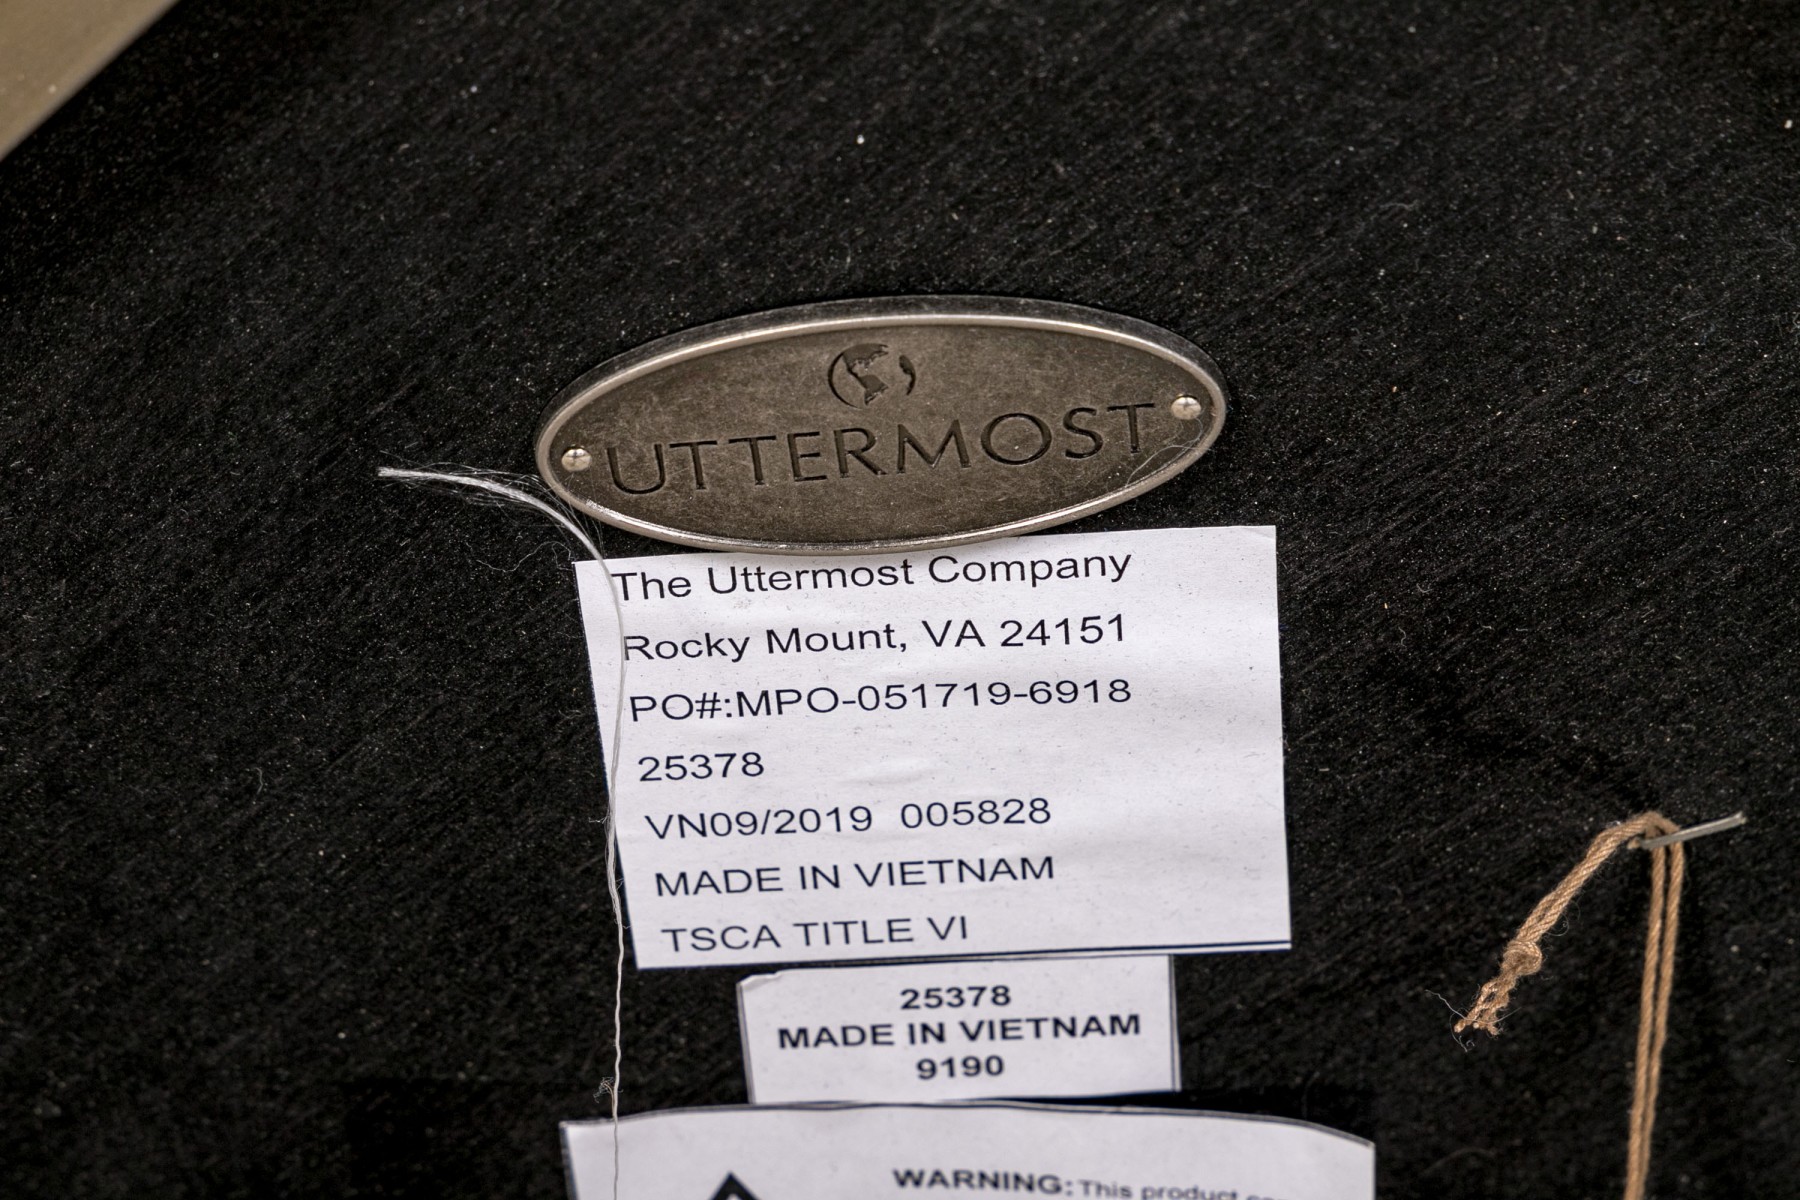 UTTERMOST
The Uttermost Company
Rocky Mount, VA 24151
PO#:MPO-051719-6918
25378
VN09/2019 005828
MADE IN VIETNAM
TSCA TITLE VI
25378
MADE IN VIETNAM
9190
WARNING: This product